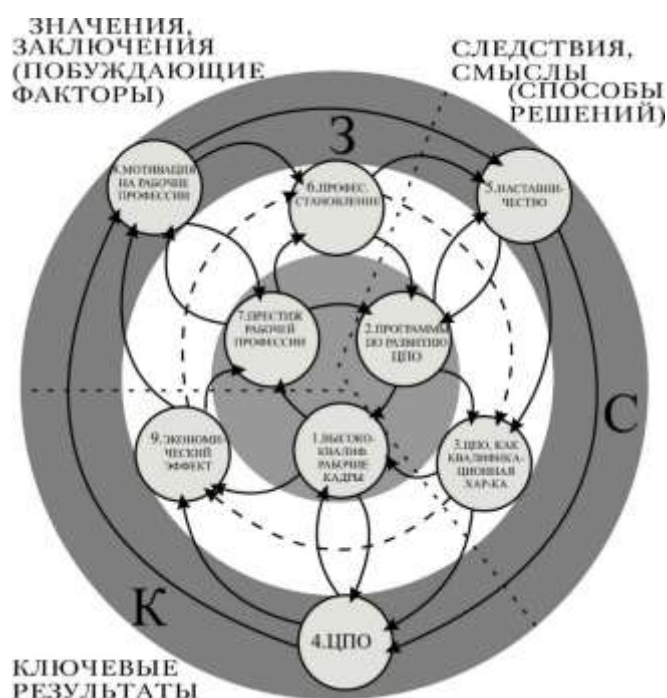 ЗНАЧЕНИЯ,
ЗАКЛЮЧЕНИЯ
(ПОБУЖДАЮЩИЕ
ФАКТОРЫ)
СЛЕДСТВИЯ,
СМЫСЛЫ
(СПОСОБЫ
РЕШЕНИЙ)
З
8.МОТИВАЦИЯ
НА РАБОЧИЕ
ПРОФЕССИИ
6.ПРОФЕС.
СТАНОВЛЕНИЕ
5.НАСТАВНИ-
ЧЕСТВО
7.ПРЕСТИЖ
РАБОЧЕЙ
ПРОФЕССИИ
2.ПРОГРАММЫ
ПО РАЗВИТИЮ
ЦПО
С
9.ЭКОНОМИ-
ЧЕСКИЙ
ЭФФЕКТ
1.ВЫСОКО-
КВАЛИФ.
РАБОЧИЕ
КАДРЫ
3.ЦПО, КАК
КВАЛИФИКА-
ЦИОННАЯ
ХАР-КА
К
4.ЦПО
КЛЮЧЕВЫЕ
РЕЗУЛЬТАТЫ